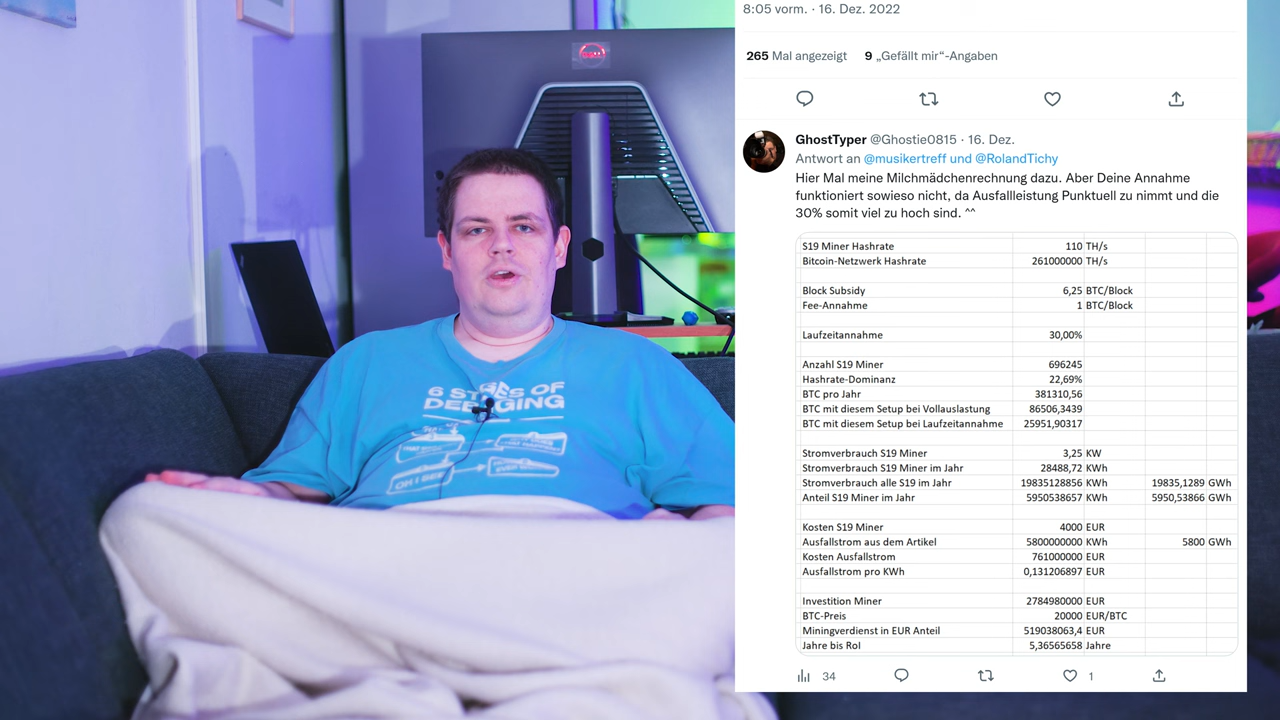 8:05 vorm. · 16. Dez. 2022
265 Mal angezeigt 9 „Gefällt mir“-Angaben
GhostTyper @Ghostie0815 · 16. Dez.
Antwort an @musikertreff und @RolandTichy
Hier Mal meine Milchmädchenrechnung dazu. Aber Deine Annahme
funktioniert sowieso nicht, da Ausfallleistung Punktuell zu nimmt und die
30% somit viel zu hoch sind. ^^
S19 Miner Hashrate 110 TH/s
Bitcoin-Netzwerk Hashrate 261000000 TH/s
Block Subsidy 6,25 BTC/Block
Fee-Annahme 1 BTC/Block
Laufzeitannahme 30,00%
Anzahl S19 Miner 696245
Hashrate-Dominanz 22,69%
BTC pro Jahr 381310,56
BTC mit diesem Setup bei Vollauslastung 86506,3439
BTC mit diesem Setup bei Laufzeitannahme 25951,90317
Stromverbrauch S19 Miner 3,25 KW
Stromverbrauch S19 Miner im Jahr 28488,72 KWh
Stromverbrauch alle S19 im Jahr 19835128856 KWh 19835,1289 GWh
Anteil S19 Miner im Jahr 5950538657 KWh 5950,53866 GWh
Kosten S19 Miner 4000 EUR
Ausfallstrom aus dem Artikel 5800000000 KWh 5800 GWh
Kosten Ausfallstrom 761000000 EUR
Ausfallstrom pro KWh 0,131206897 EUR
Investition Miner 2784980000 EUR
BTC-Preis 20000 EUR/BTC
Miningverdienst in EUR Anteil 519038063,4 EUR
Jahre bis RoI 5,36565658 Jahre
34 1
6 OF
OH I SEE